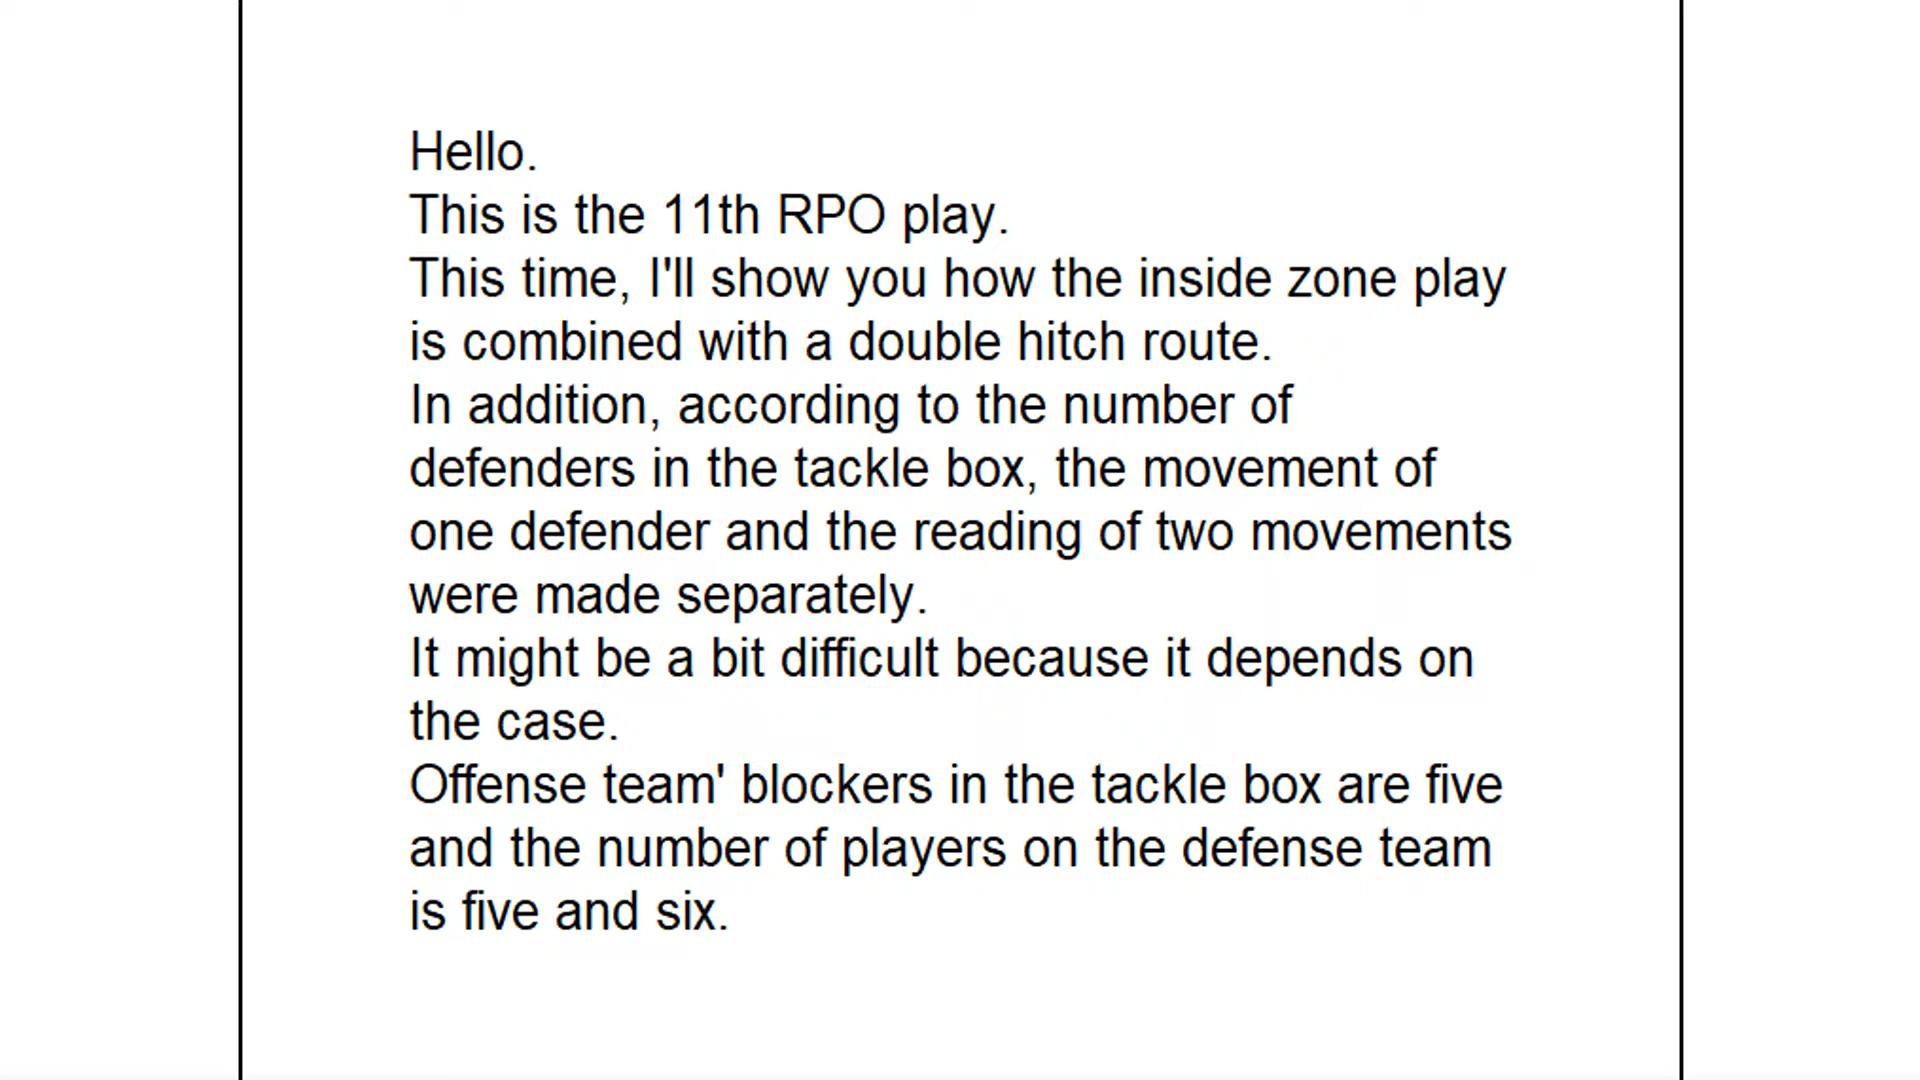 Hello.
This is the 11th RPO play.
This time, I'll show you how the inside zone play
is combined with a double hitch route.
In addition, according to the number of
defenders in the tackle box, the movement of
one defender and the reading of two movements
were made separately.
It might be a bit difficult because it depends on
the case.
Offense team' blockers in the tackle box are five
and the number of players on the defense team
is five and six.